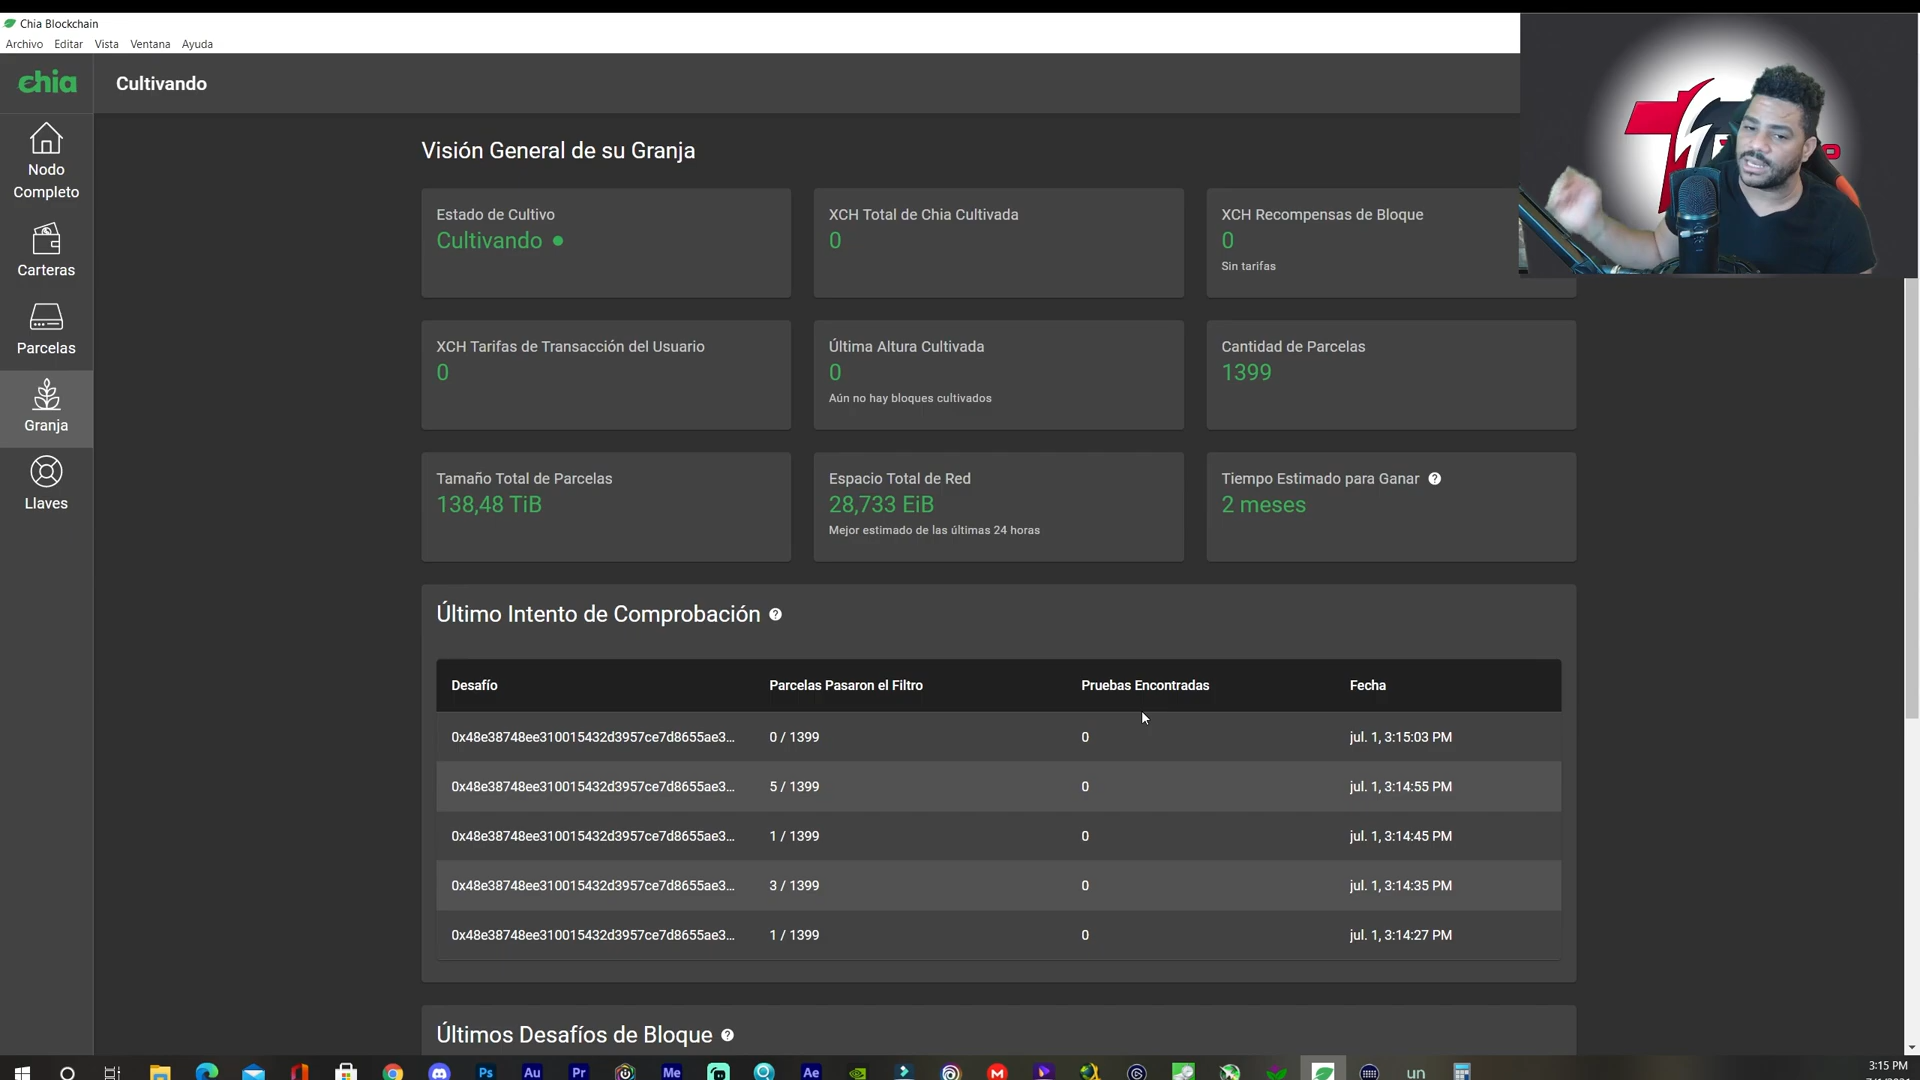 Chia Blockchain
Archivo Editar Vista Ventana Ayuda
chia
Cultivando
Nodo
Completo
Carteras
Parcelas
Granja
Llaves
Visión General de su Granja
Estado de Cultivo
Cultivando
XCH Total de Chia Cultivada
0
XCH Recompensas de Bloque
0
Sin tarifas
XCH Tarifas de Transacción del Usuario
0
Última Altura Cultivada
0
Aún no hay bloques cultivados
Cantidad de Parcelas
1399
Tamaño Total de Parcelas
138,48 TiB
Espacio Total de Red
28,733 EiB
Mejor estimado de las últimas 24 horas
Tiempo Estimado para Ganar ?
2 meses
Último Intento de Comprobación ?
Desafío Parcelas Pasaron el Filtro Pruebas Encontradas Fecha
0x48e38748ee310015432d3957ce7d8655ae3... 0 / 1399 0 jul. 1, 3:15:03 PM
0x48e38748ee310015432d3957ce7d8655ae3... 5 / 1399 0 jul. 1, 3:14:55 PM
0x48e38748ee310015432d3957ce7d8655ae3... 1 / 1399 0 jul. 1, 3:14:45 PM
0x48e38748ee310015432d3957ce7d8655ae3... 3 / 1399 0 jul. 1, 3:14:35 PM
0x48e38748ee310015432d3957ce7d8655ae3... 1 / 1399 0 jul. 1, 3:14:27 PM
Últimos Desafíos de Bloque ?
Ps Au Pr Me Ae un
3:15 PM